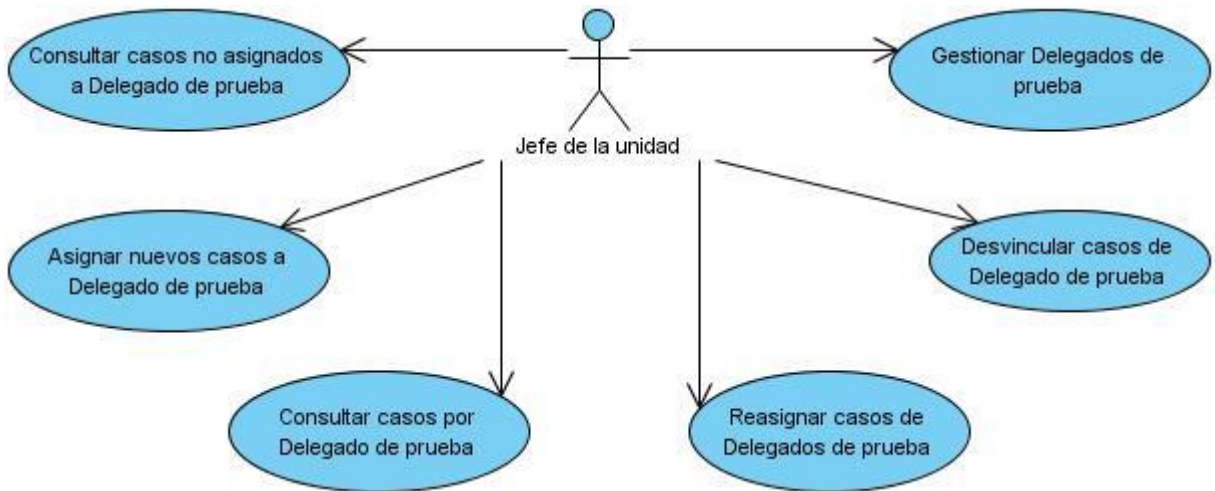 Consultar casos no asignados
a Delegado de prueba
Gestionar Delegados de
prueba
Jefe de la unidad
Asignar nuevos casos a
Delegado de prueba
Desvincular casos de
Delegado de prueba
Consultar casos por
Delegado de prueba
Reasignar casos de
Delegados de prueba